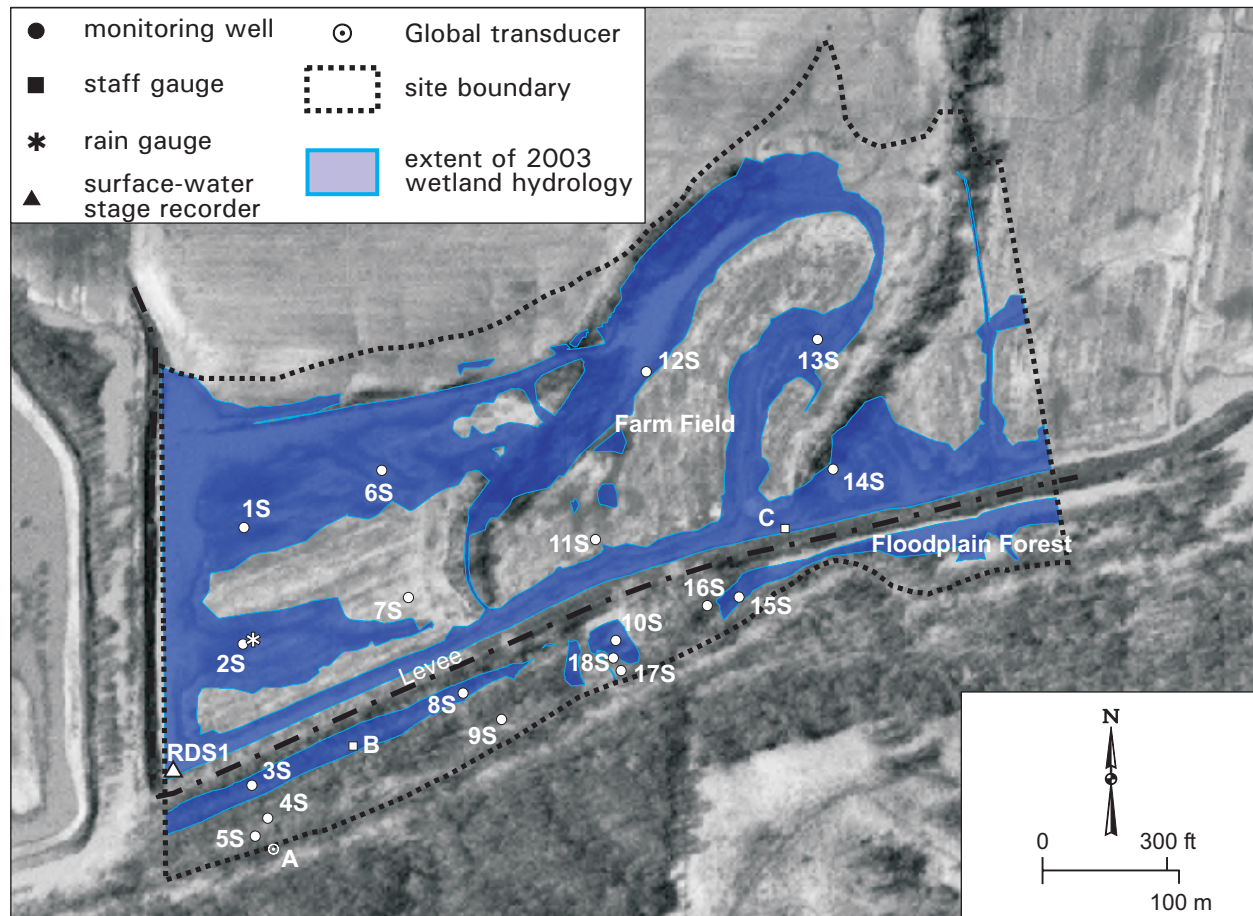 monitoring well
staff gauge
rain gauge
surface-water
stage recorder
Global transducer
site boundary
extent of 2003
wetland hydrology
12S
13S
Farm Field
6S
14S
1S
C
11S
Floodplain Forest
7S
16S
15S
10S
2S
18S
17S
Levee
8S
9S
RDS1
B
3S
4S
5S
A
N
0 300 ft
100 m